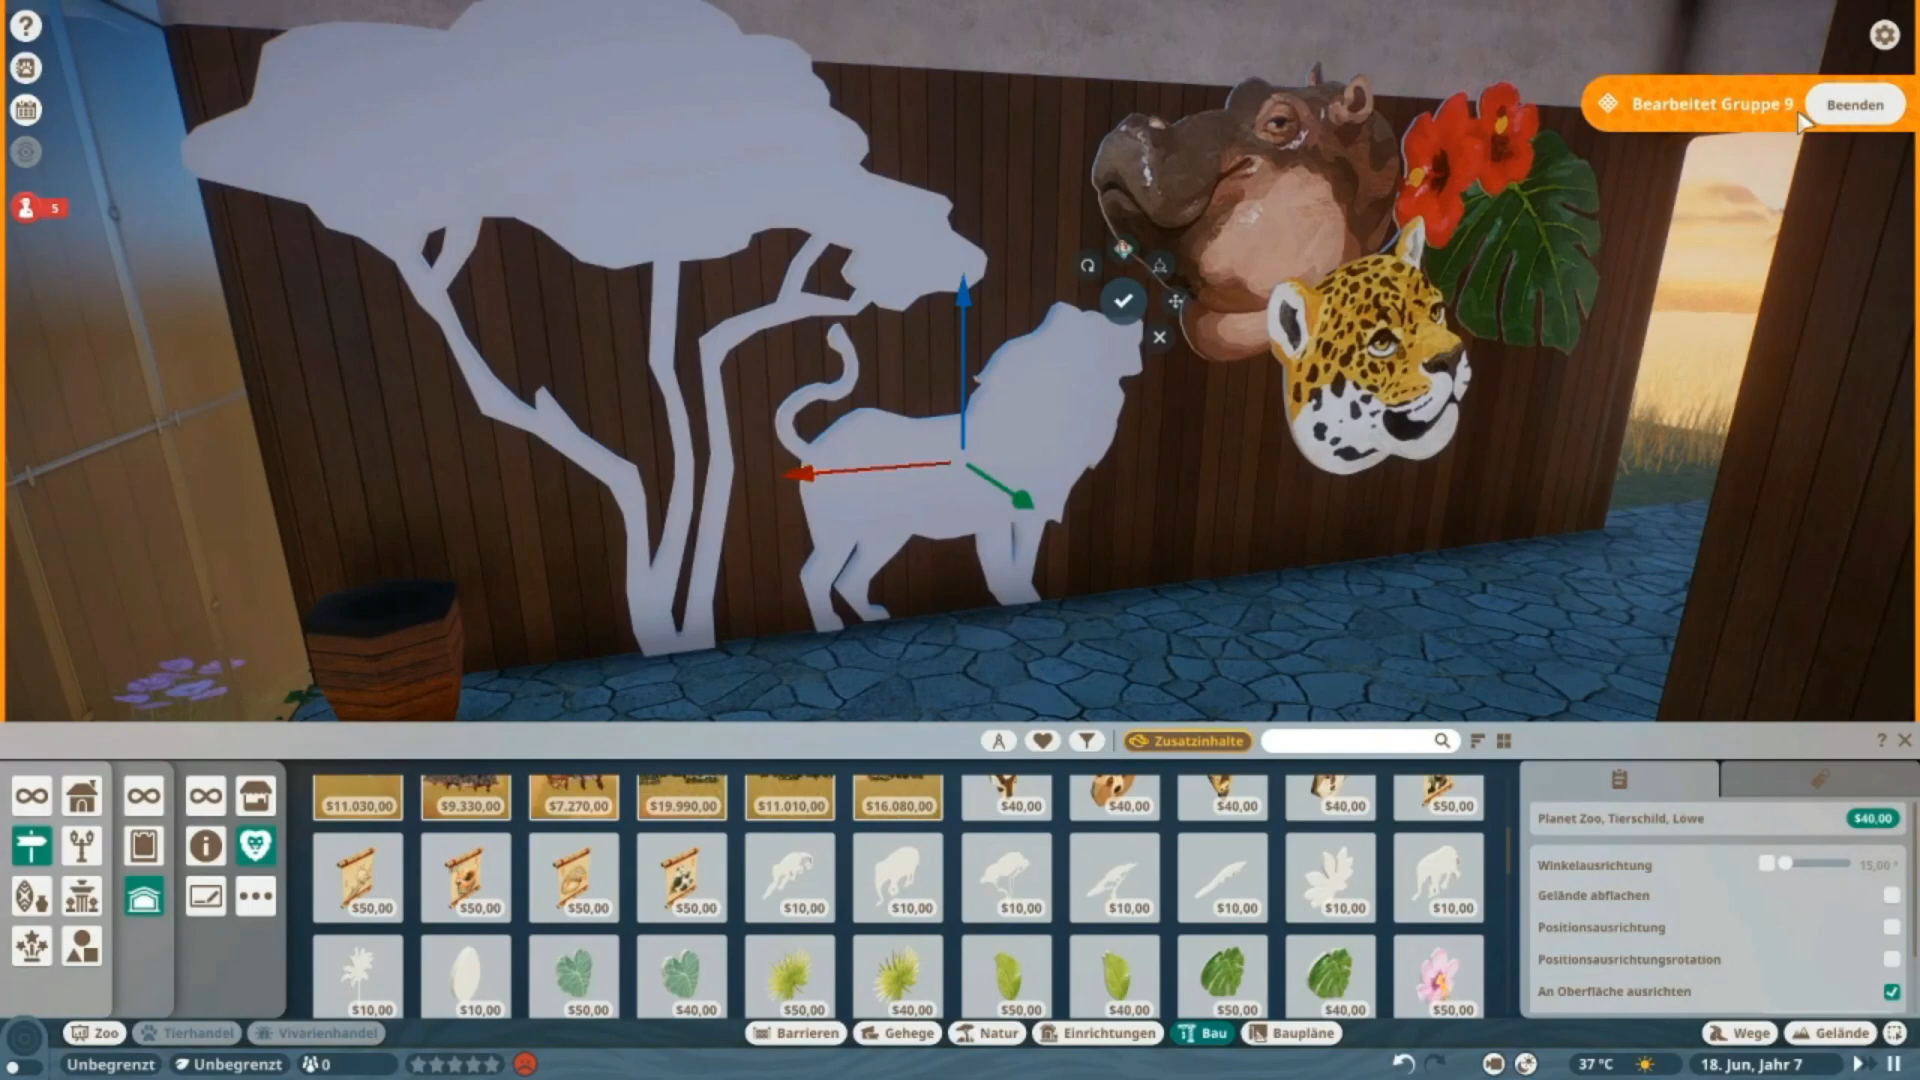 ?
Bearbeitet Gruppe 9
Beenden
5
Zusatzinhalte
?
$11.030,00 $9.330,00 $7.270,00 $19.990,00 $11.010,00 $16.080,00 $40,00 $40,00 $40,00 $40,00 $50,00
$50,00 $50,00 $50,00 $50,00 $10,00 $10,00 $10,00 $10,00 $10,00 $10,00 $10,00
$10,00 $10,00 $50,00 $40,00 $50,00 $40,00 $50,00 $40,00 $50,00 $40,00 $50,00
Planet Zoo, Tierschild, Löwe $40,00
Winkelausrichtung 15,00 °
Gelände abflachen
Positionsausrichtung
Positionsausrichtungsrotation
An Oberfläche ausrichten
Zoo Tierhandel Vivarienhandel Barrieren Gehege Natur Einrichtungen Bau Baupläne Wege Gelände
Unbegrenzt Unbegrenzt 0 37 °C 18. Jun, Jahr 7